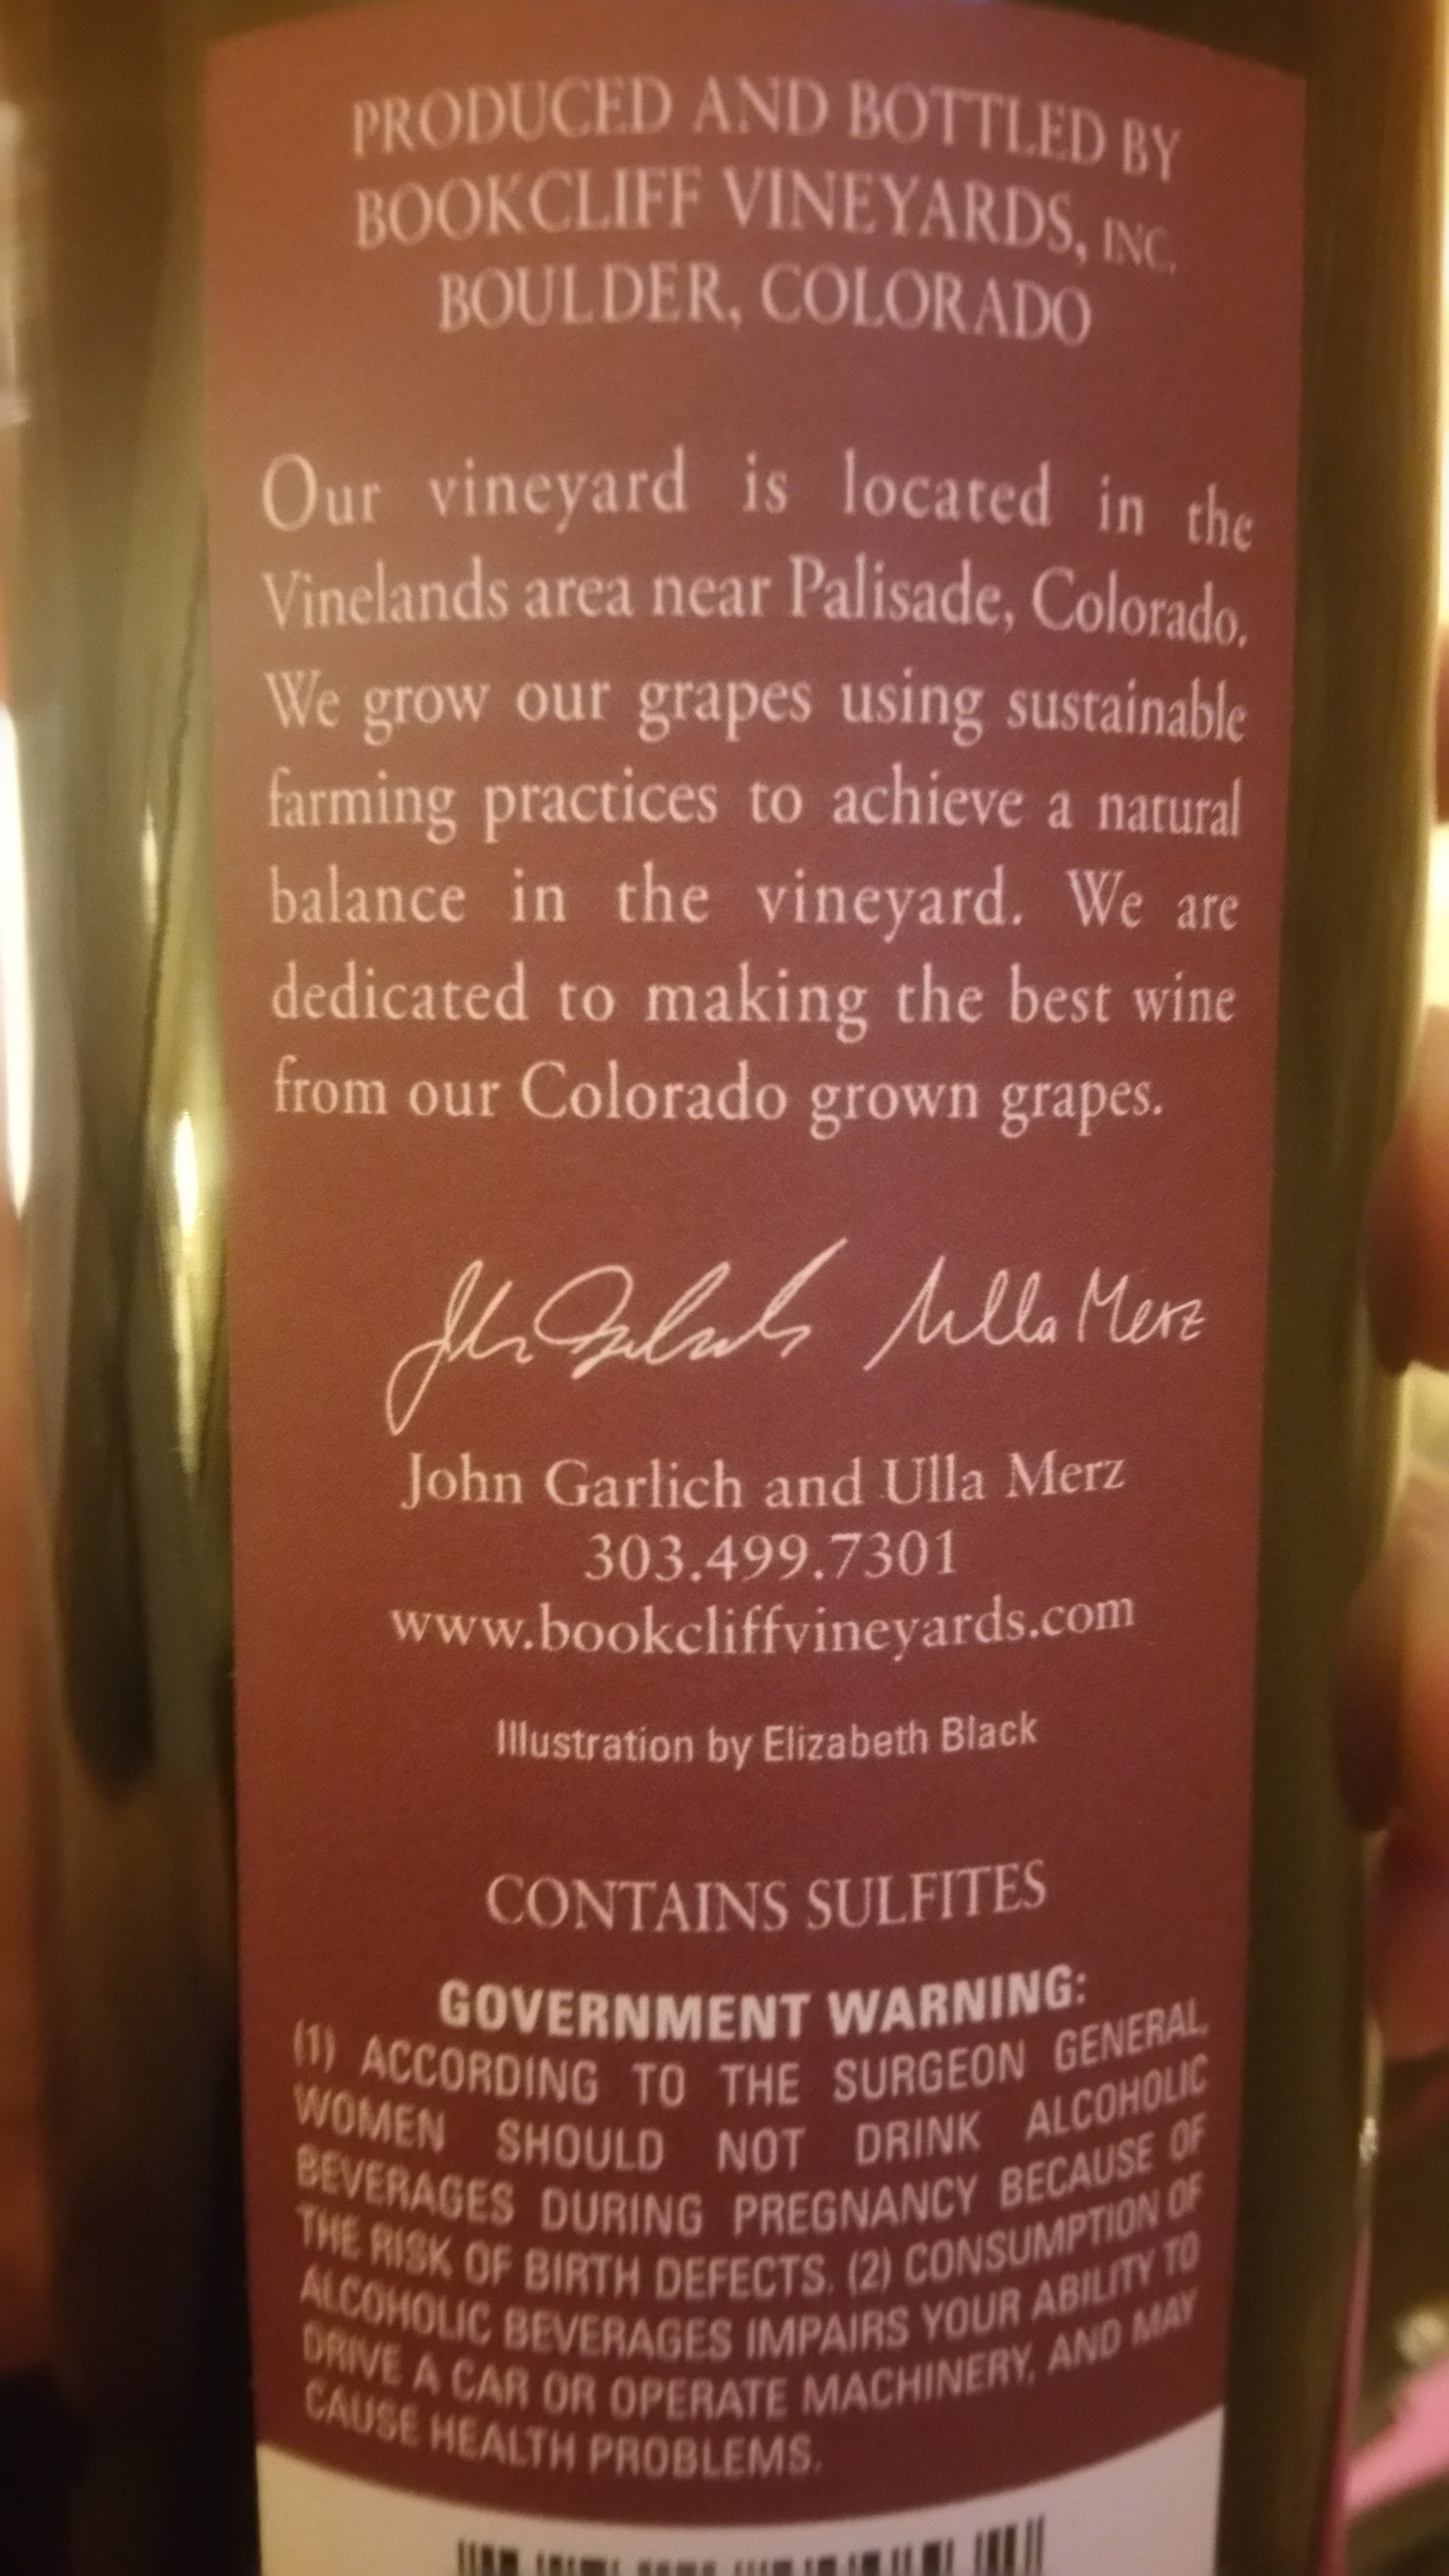 PRODUCED AND BOTTLED BY
BOOKCLIFF VINEYARDS, INC.
BOULDER, COLORADO
Our vineyard is located in the
Vinelands area near Palisade, Colorado.
We grow our grapes using sustainable
farming practices to achieve a natural
balance in the vineyard. We are
dedicated to making the best wine
from our Colorado grown grapes.
John Garlich Ulla Merz
John Garlich and Ulla Merz
303.499.7301
www.bookcliffvineyards.com
Illustration by Elizabeth Black
CONTAINS SULFITES
GOVERNMENT WARNING:
(1) ACCORDING TO THE SURGEON GENERAL
WOMEN SHOULD NOT DRINK ALCOHOLIC
BEVERAGES DURING PREGNANCY BECAUSE OF
THE RISK OF BIRTH DEFECTS. (2) CONSUMPTION OF
ALCOHOLIC BEVERAGES IMPAIRS YOUR ABILITY TO
DRIVE A CAR OR OPERATE MACHINERY, AND MAY
CAUSE HEALTH PROBLEMS.